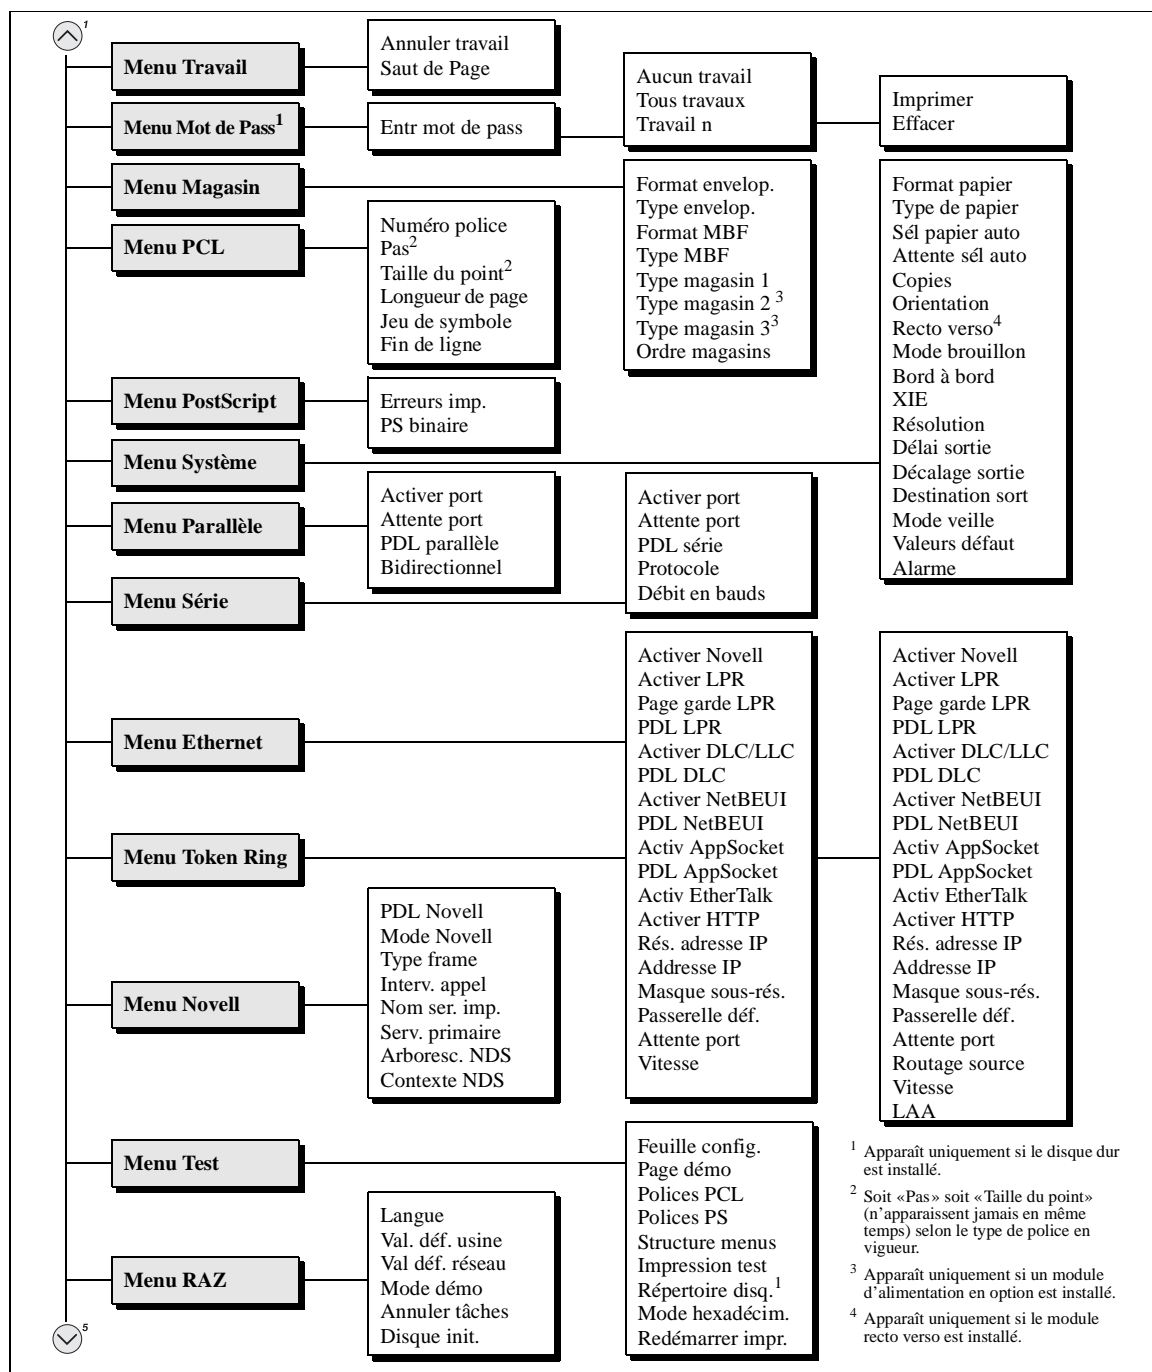 1
Menu Travail
Annuler travail
Saut de Page
Menu Mot de Pass1
Entr mot de pass
Aucun travail
Tous travaux
Travail n
Imprimer
Effacer
Menu Magasin
Format envelop.
Type envelop.
Format MBF
Type MBF
Type magasin 1
Type magasin 2 3
Type magasin 33
Ordre magasins
Menu PCL
Numéro police
Pas2
Taille du point2
Longueur de page
Jeu de symbole
Fin de ligne
Menu PostScript
Erreurs imp.
PS binaire
Menu Système
Format papier
Type de papier
Sél papier auto
Attente sél auto
Copies
Orientation
Recto verso4
Mode brouillon
Bord à bord
XIE
Résolution
Délai sortie
Décalage sortie
Destination sort
Mode veille
Valeurs défaut
Alarme
Menu Parallèle
Activer port
Attente port
PDL parallèle
Bidirectionnel
Menu Série
Activer port
Attente port
PDL série
Protocole
Débit en bauds
Menu Ethernet
Activer Novell
Activer LPR
Page garde LPR
PDL LPR
Activer DLC/LLC
PDL DLC
Activer NetBEUI
PDL NetBEUI
Activ AppSocket
PDL AppSocket
Activ EtherTalk
Activer HTTP
Rés. adresse IP
Addresse IP
Masque sous-rés.
Passerelle déf.
Attente port
Vitesse
Menu Token Ring
Activer Novell
Activer LPR
Page garde LPR
PDL LPR
Activer DLC/LLC
PDL DLC
Activer NetBEUI
PDL NetBEUI
Activ AppSocket
PDL AppSocket
Activ EtherTalk
Activer HTTP
Rés. adresse IP
Addresse IP
Masque sous-rés.
Passerelle déf.
Attente port
Routage source
Vitesse
LAA
Menu Novell
PDL Novell
Mode Novell
Type frame
Interv. appel
Nom ser. imp.
Serv. primaire
Arboresc. NDS
Contexte NDS
Menu Test
Feuille config.
Page démo
Polices PCL
Polices PS
Structure menus
Impression test
Répertoire disq.1
Mode hexadécim.
Redémarrer impr.
Menu RAZ
Langue
Val. déf. usine
Val déf. réseau
Mode démo
Annuler tâches
Disque init.
5
1 Apparaît uniquement si le disque dur
est installé.
2 Soit «Pas» soit «Taille du point»
(n’apparaissent jamais en même
temps) selon le type de police en
vigueur.
3 Apparaît uniquement si un module
d’alimentation en option est installé.
4 Apparaît uniquement si le module
recto verso est installé.